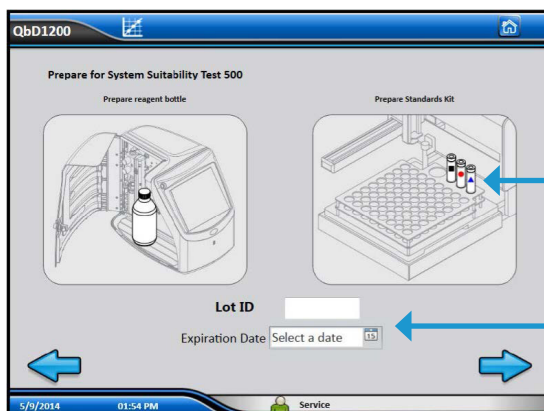 QbD1200
Prepare for System Suitability Test 500
Prepare reagent bottle
Prepare Standards Kit
Lot ID
Expiration Date Select a date 15
5/9/2014 01:54 PM Service